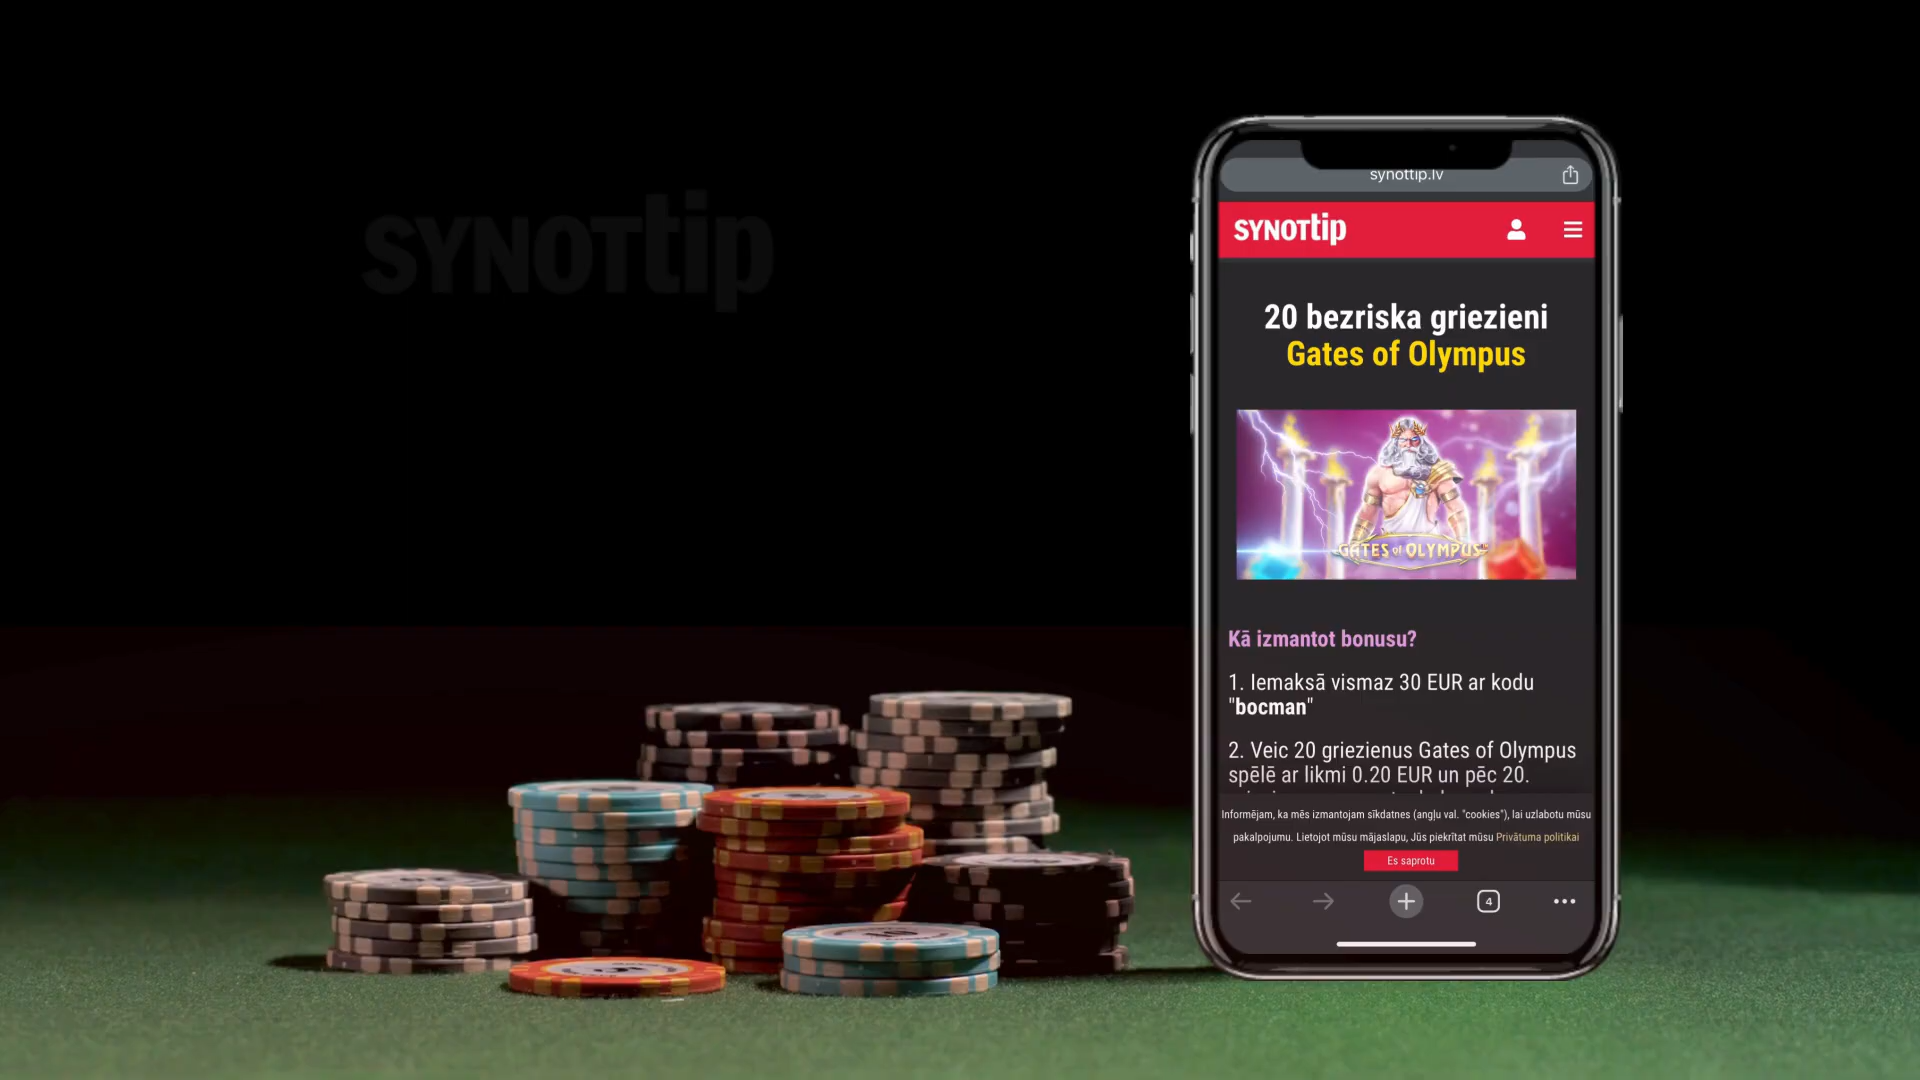 SYNOTtip
synottip.lv
SYNOTtip
20 bezriska griezieni
Gates of Olympus
GATES of OLYMPUS
Kā izmantot bonusu?
1. Iemaksā vismaz 30 EUR ar kodu
"bocman"
2. Veic 20 griezienus Gates of Olympus
spēlē ar likmi 0.20 EUR un pēc 20.
Informējam, ka mēs izmantojam sīkdatnes (angļu val. "cookies"), lai uzlabotu mūsu
pakalpojumu. Lietojot mūsu mājaslapu, Jūs piekrītat mūsu Privātuma politikai
Es saprotu
4